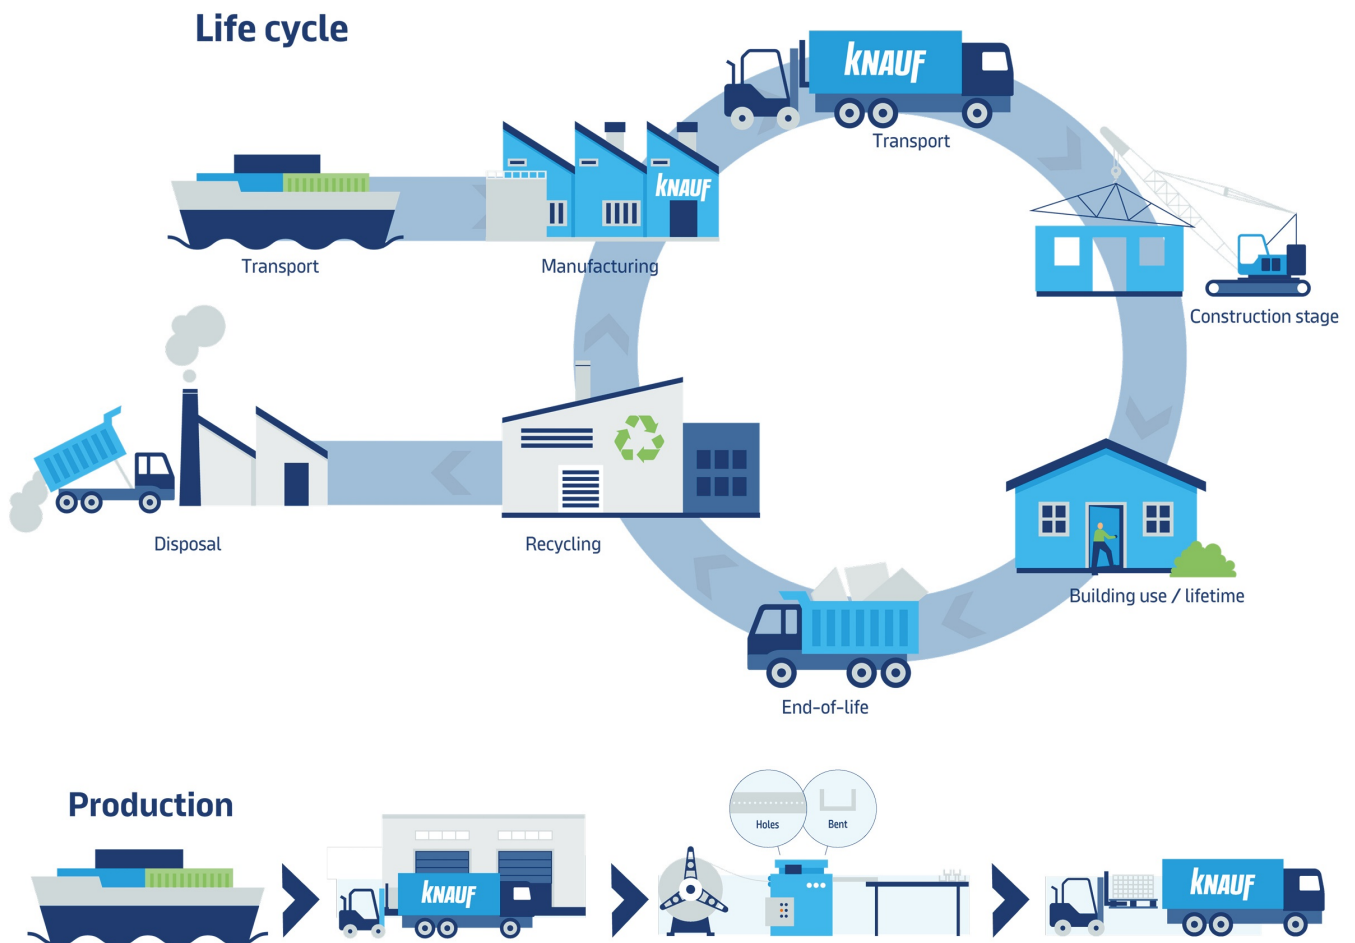 Life cycle
KNAUF
Transport
KNAUF
Transport
Manufacturing
Construction stage
Disposal
Recycling
Building use / lifetime
End-of-life
Production
Holes
Bent
KNAUF
KNAUF